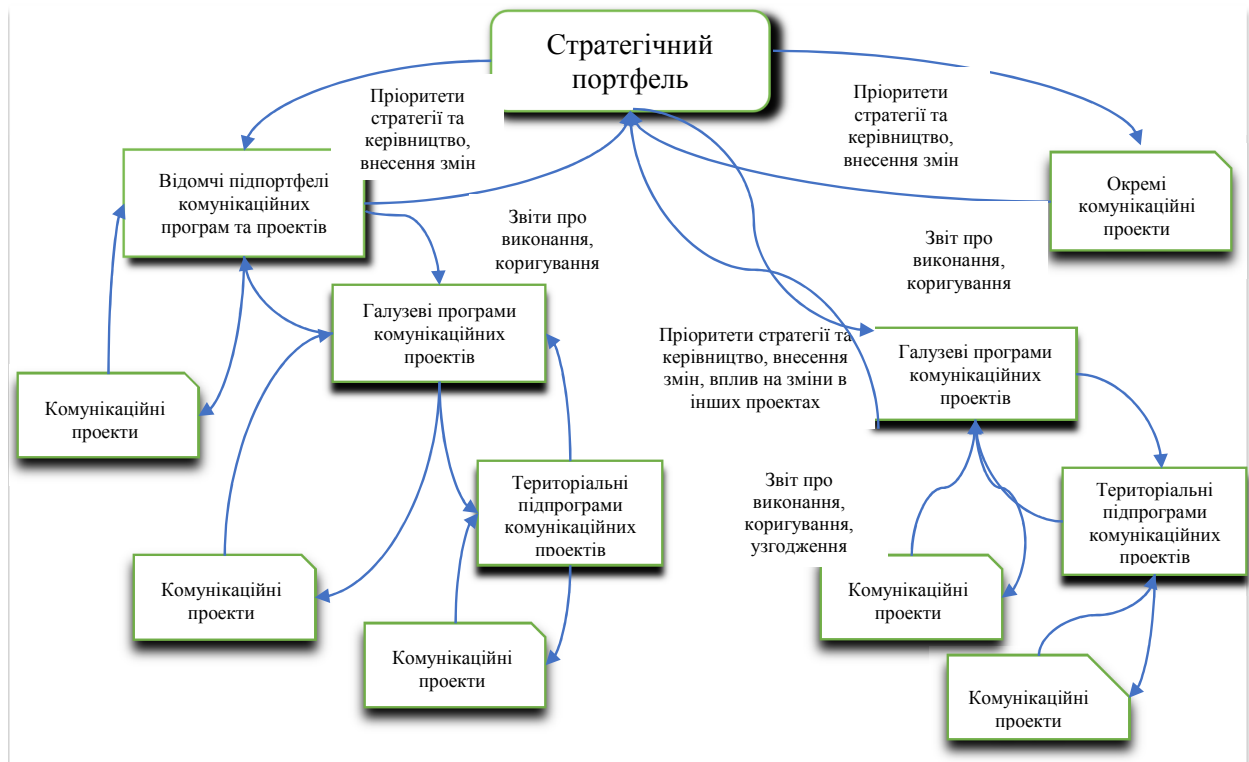 Стратегічний
портфель
Пріоритети
стратегії та
керівництво,
внесення змін
Пріоритети
стратегії та
керівництво,
внесення змін
Відомчі підпортфелі
комунікаційних
програм та проектів
Окремі
комунікаційні
проекти
Звіти про
виконання,
коригування
Звіт про
виконання,
коригування
Галузеві програми
комунікаційних
проектів
Пріоритети стратегії та
керівництво, внесення
змін, вплив на зміни в
інших проектах
Галузеві програми
комунікаційних
проектів
Комунікаційні
проекти
Територіальні
підпрограми
комунікаційних
проектів
Звіт про
виконання,
коригування,
узгодження
Територіальні
підпрограми
комунікаційних
проектів
Комунікаційні
проекти
Комунікаційні
проекти
Комунікаційні
проекти
Комунікаційні
проекти